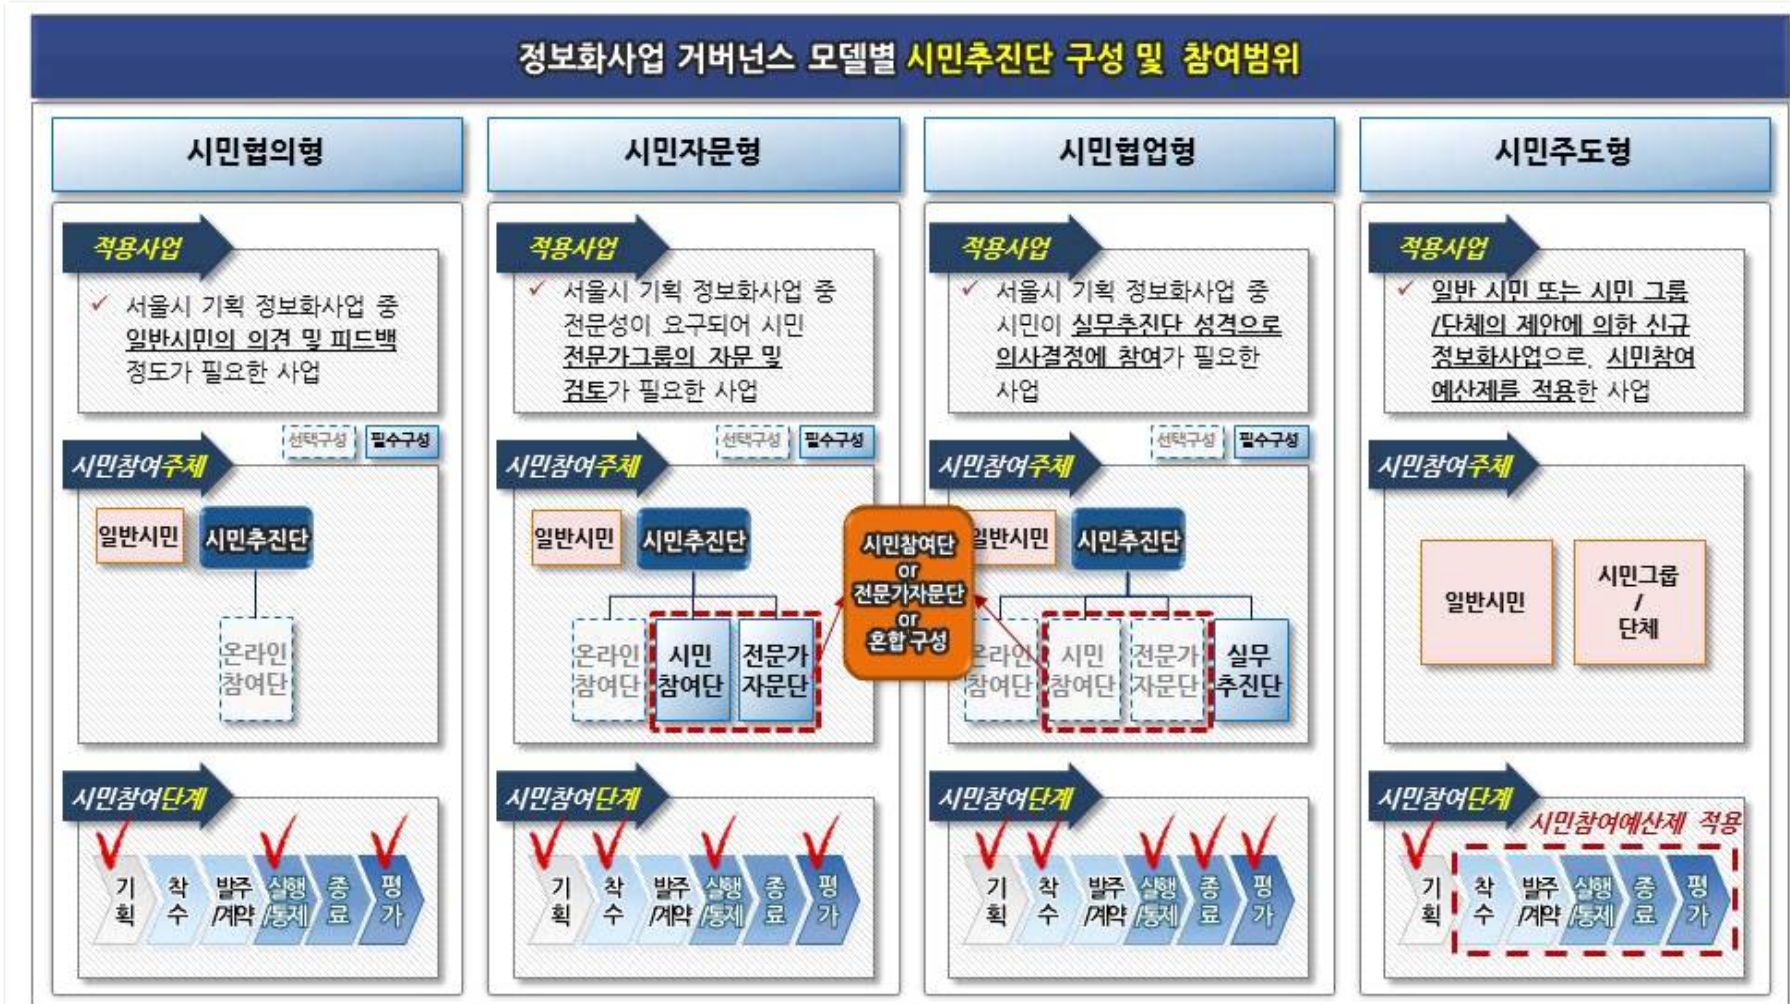 정보화사업 거버넌스 모델별 시민추진단 구성 및 참여범위
시민협의형
적용사업
✓ 서울시 기획 정보화사업 중
일반시민의 의견 및 피드백
정도가 필요한 사업
선택구성
필수구성
시민참여주체
일반시민
시민추진단
온라인
참여단
시민참여단계
기
획
착
수
발주
/계약
실행
/통제
종
료
평
가
시민자문형
적용사업
✓ 서울시 기획 정보화사업 중
전문성이 요구되어 시민
전문가그룹의 자문 및
검토가 필요한 사업
선택구성
필수구성
시민참여주체
일반시민
시민추진단
온라인
참여단
시민
참여단
전문가
자문단
시민참여단
or
전문가자문단
or
혼합 구성
시민참여단계
기
획
착
수
발주
/계약
실행
/통제
종
료
평
가
시민협업형
적용사업
✓ 서울시 기획 정보화사업 중
시민이 실무추진단 성격으로
의사결정에 참여가 필요한
사업
선택구성
필수구성
시민참여주체
일반시민
시민추진단
온라인
참여단
시민
참여단
전문가
자문단
실무
추진단
시민참여단계
기
획
착
수
발주
/계약
실행
/통제
종
료
평
가
시민주도형
적용사업
✓ 일반 시민 또는 시민 그룹
/단체의 제안에 의한 신규
정보화사업으로, 시민참여
예산제를 적용한 사업
시민참여주체
일반시민
시민그룹
/
단체
시민참여단계
시민참여예산제 적용
기
획
착
수
발주
/계약
실행
/통제
종
료
평
가